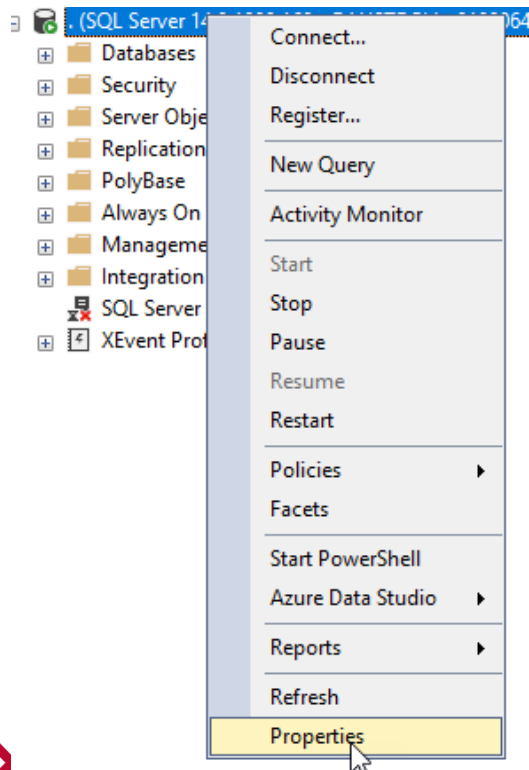 . (SQL Server 14
064
Databases
Security
Server Obje
Replication
PolyBase
Always On
Manageme
Integration
SQL Server
XEvent Prof
Connect...
Disconnect
Register...
New Query
Activity Monitor
Start
Stop
Pause
Resume
Restart
Policies
Facets
Start PowerShell
Azure Data Studio
Reports
Refresh
Properties